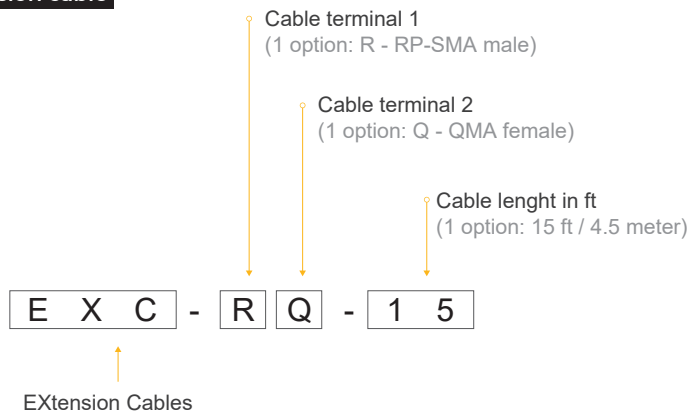 Cable terminal 1
(1 option: R - RP-SMA male)
Cable terminal 2
(1 option: Q - QMA female)
Cable lenght in ft
(1 option: 15 ft / 4.5 meter)
E X C - R Q - 1 5
EXtension Cables